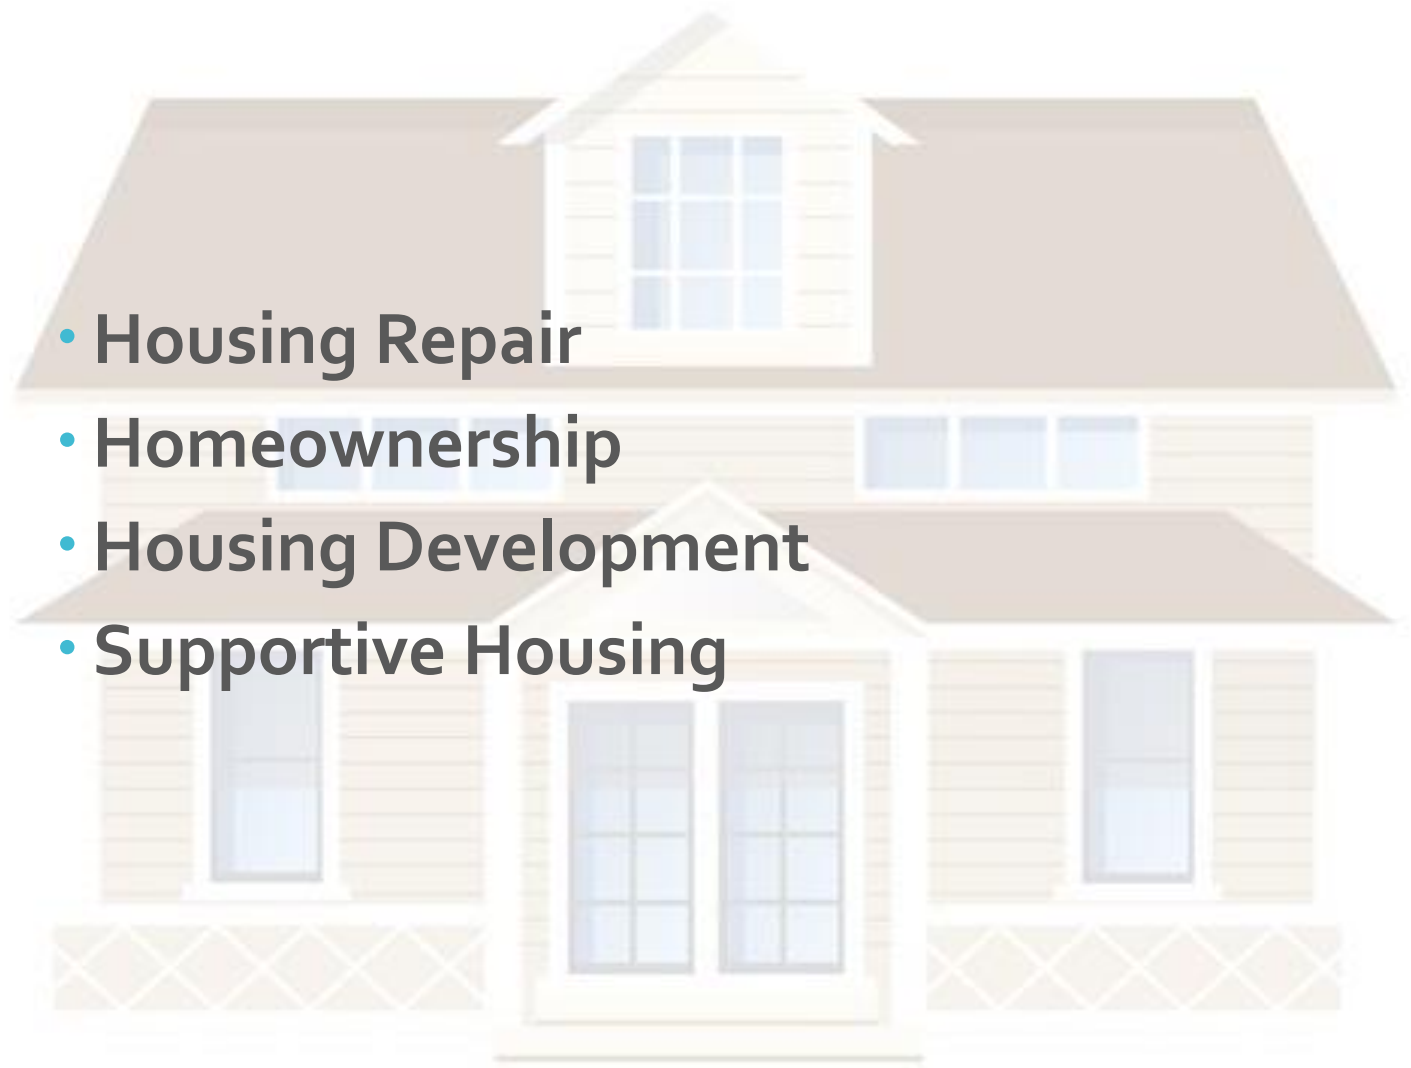 • Housing Repair
• Homeownership
• Housing Development
• Supportive Housing